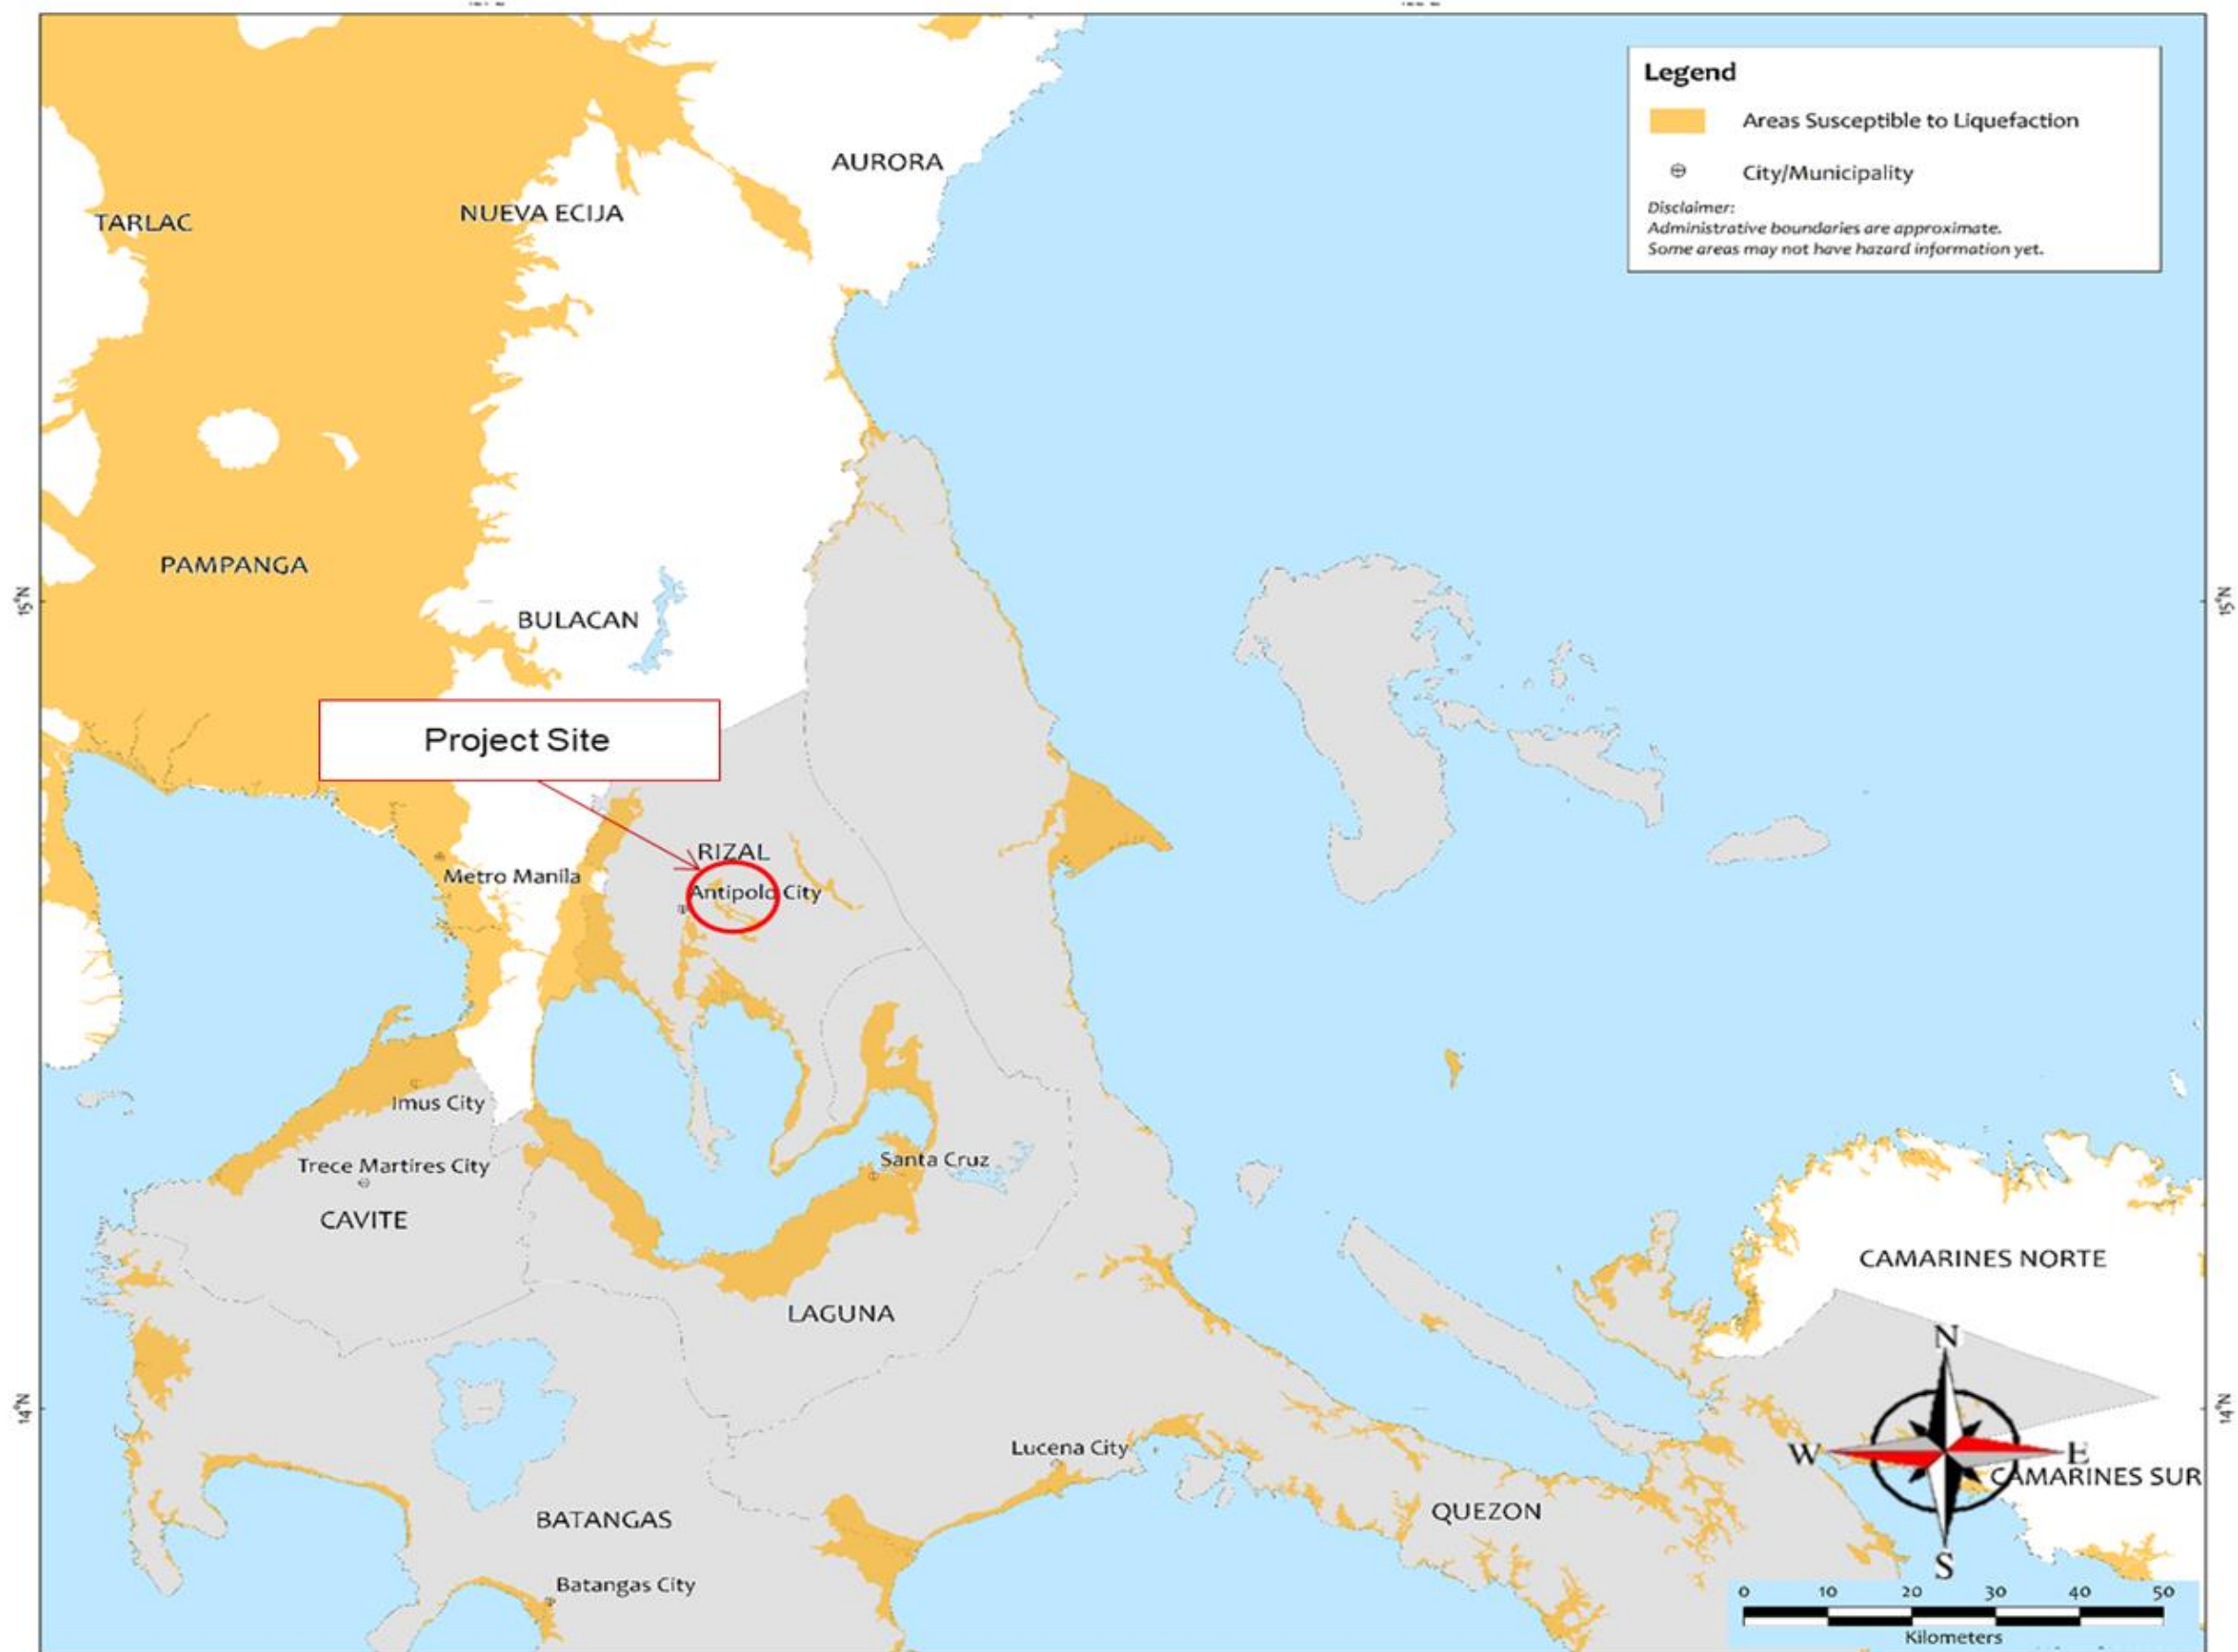 Legend
Areas Susceptible to Liquefaction
City/Municipality
Disclaimer:
Administrative boundaries are approximate.
Some areas may not have hazard information yet.
AURORA
TARLAC
NUEVA ECIJA
PAMPANGA
15°N
15°N
BULACAN
Project Site
RIZAL
Metro Manila
Antipolo City
Imus City
Trece Martires City
Santa Cruz
CAVITE
CAMARINES NORTE
LAGUNA
N
14°N
14°N
Lucena City
W
E
CAMARINES SUR
QUEZON
BATANGAS
S
Batangas City
0 10 20 30 40 50
Kilometers